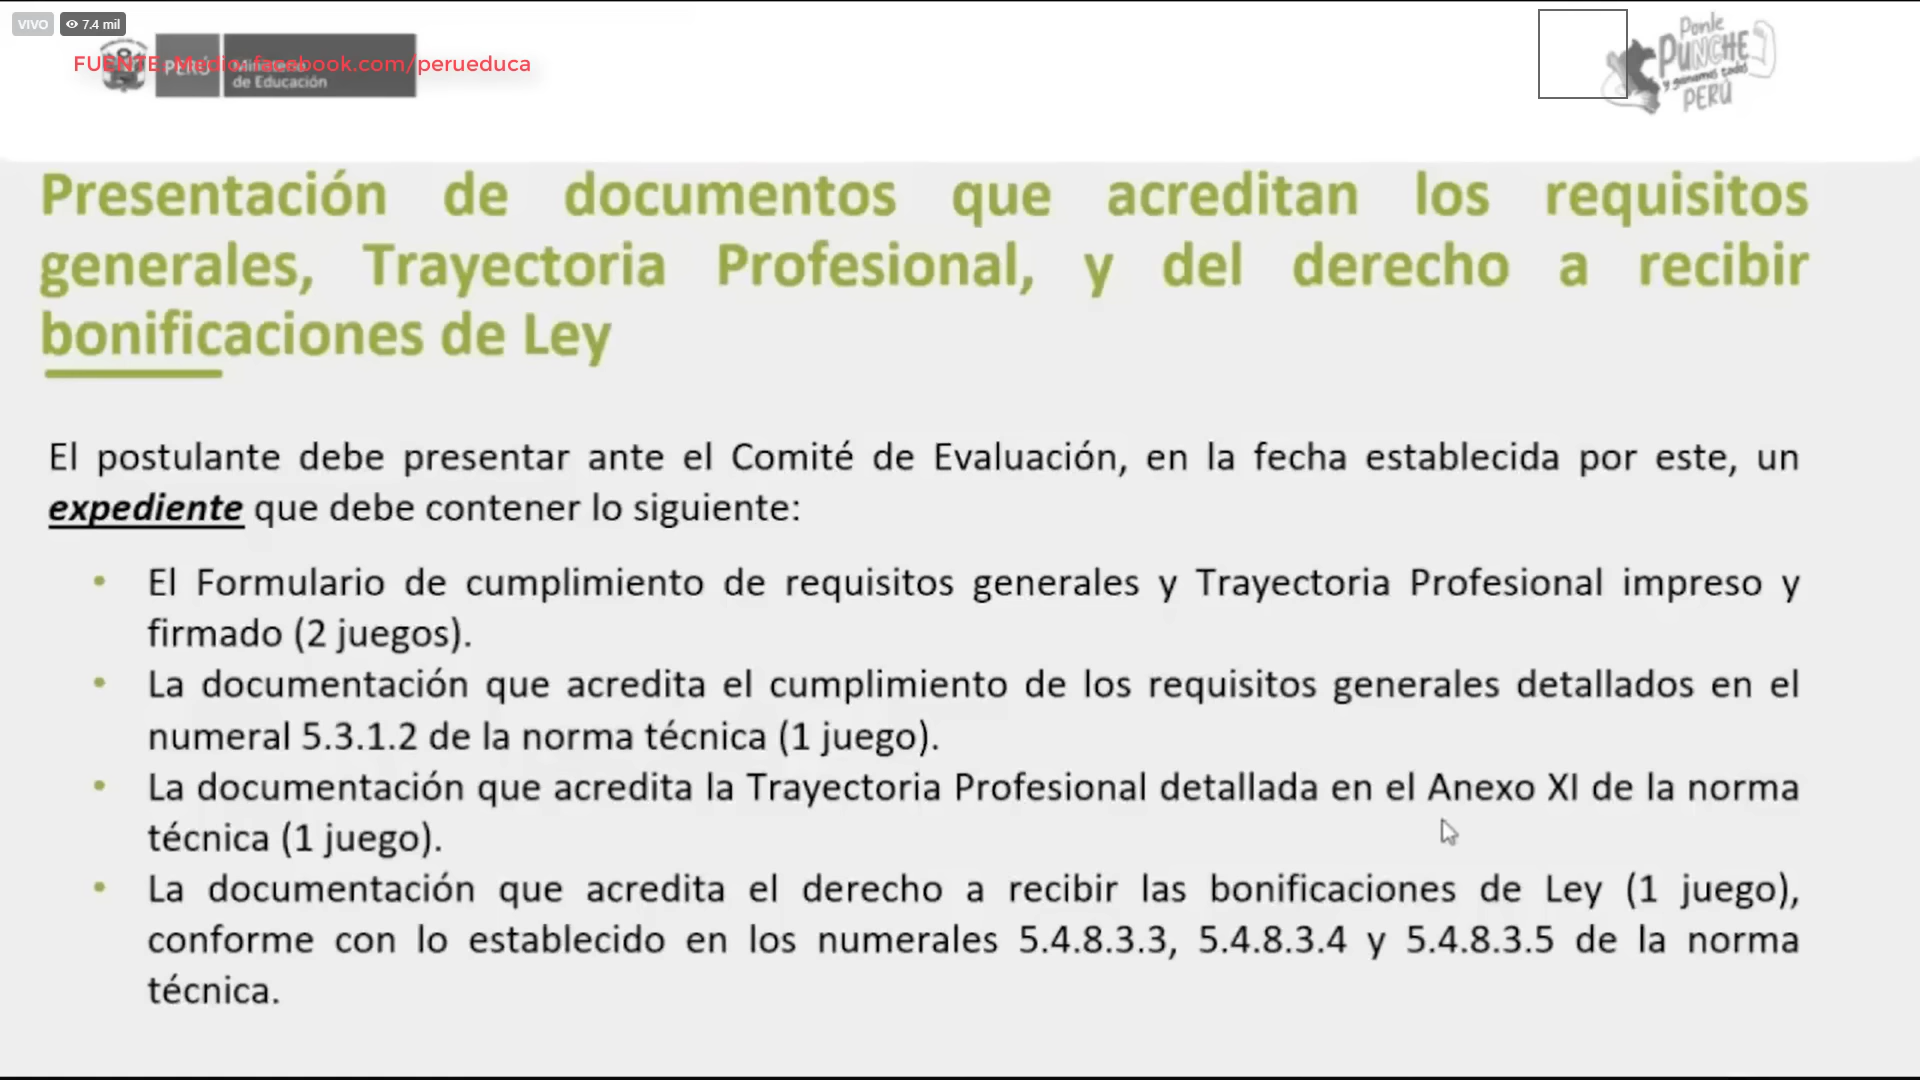 VIVO 7.4 mil
FUENTE: Medio: facebook.com/perueduca
PERÚ Ministerio
de Educación
Ponle
PUNCHE
y ganamos todos
PERÚ
Presentación de documentos que acreditan los requisitos
generales, Trayectoria Profesional, y del derecho a recibir
bonificaciones de Ley
El postulante debe presentar ante el Comité de Evaluación, en la fecha establecida por este, un
expediente que debe contener lo siguiente:
• El Formulario de cumplimiento de requisitos generales y Trayectoria Profesional impreso y
firmado (2 juegos).
• La documentación que acredita el cumplimiento de los requisitos generales detallados en el
numeral 5.3.1.2 de la norma técnica (1 juego).
• La documentación que acredita la Trayectoria Profesional detallada en el Anexo XI de la norma
técnica (1 juego).
• La documentación que acredita el derecho a recibir las bonificaciones de Ley (1 juego),
conforme con lo establecido en los numerales 5.4.8.3.3, 5.4.8.3.4 y 5.4.8.3.5 de la norma
técnica.